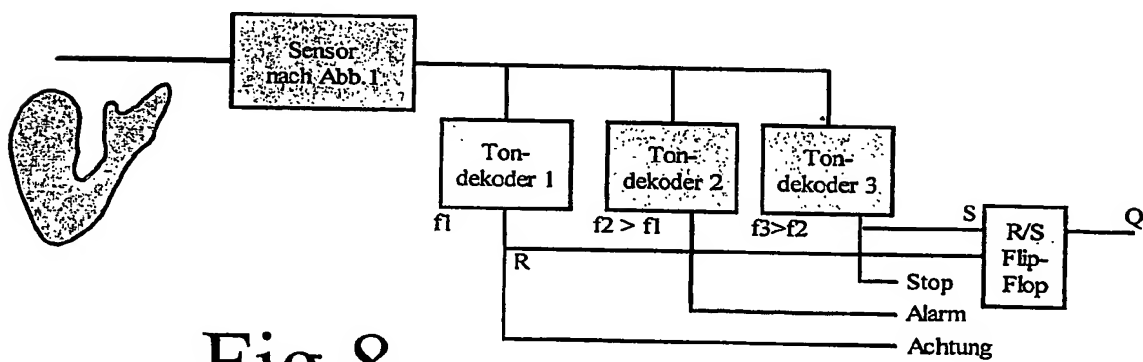 Sensor
nach Abb.1
Ton-
dekoder 1
Ton-
dekoder 2
Ton-
dekoder 3
f1
f2 > f1
f3>f2
S
R/S
Flip-
Flop
Q
R
Stop
Alarm
Achtung
Fig 8